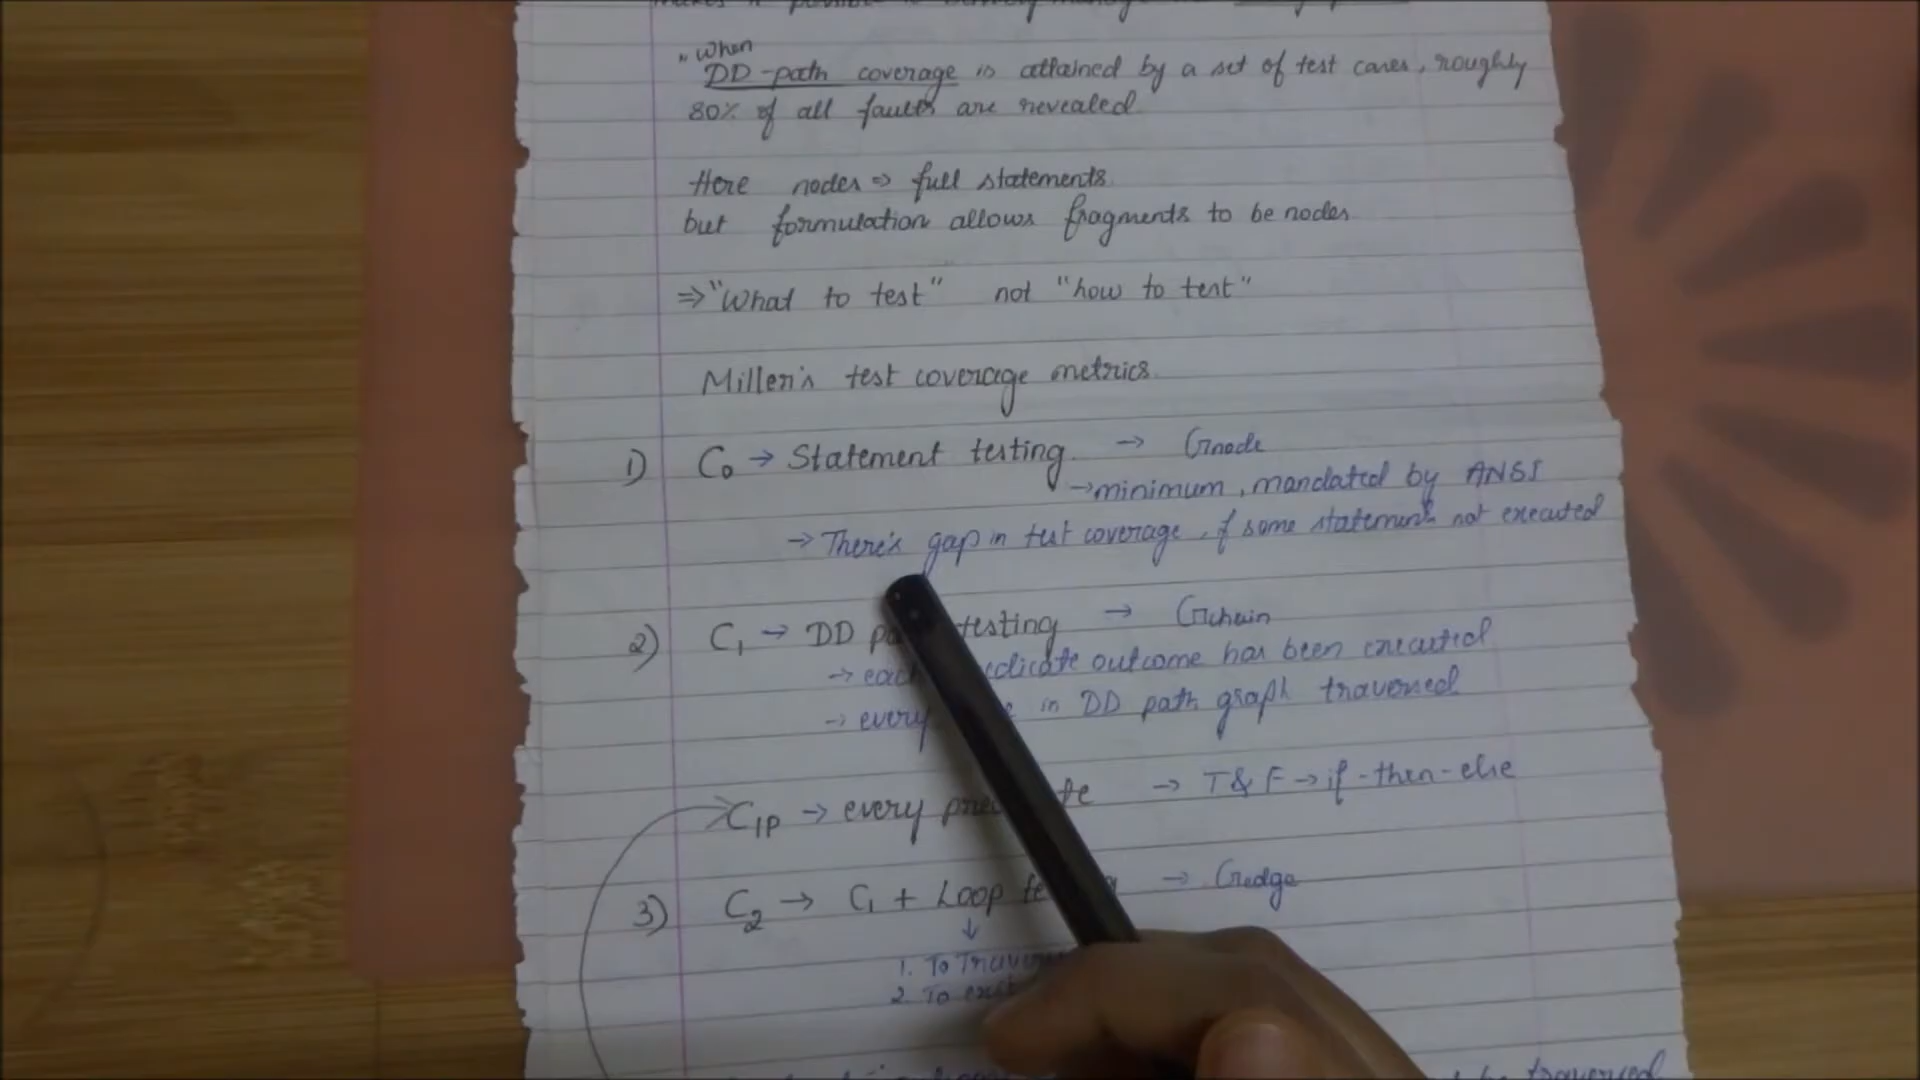 "When
DD-path coverage is attained by a set of test cases, roughly
80% of all faults are revealed.
Here nodes ⇒ full statements.
but formulation allows fragments to be nodes
⇒ "What to test" not "how to test"
Miller's test coverage metrics.
1) C0 → Statement testing. → Gnode
→ minimum, mandated by ANSI
→ There's gap in test coverage, if some statements not executed
2) C1 → DD testing → Gchain
→ each outcome has been executed
→ every in DD path graph traversed
C1P → every → T & F → if-then-else
3) C2 → C1 + Loop → Gedge
↓
1. To
2. To
traversed